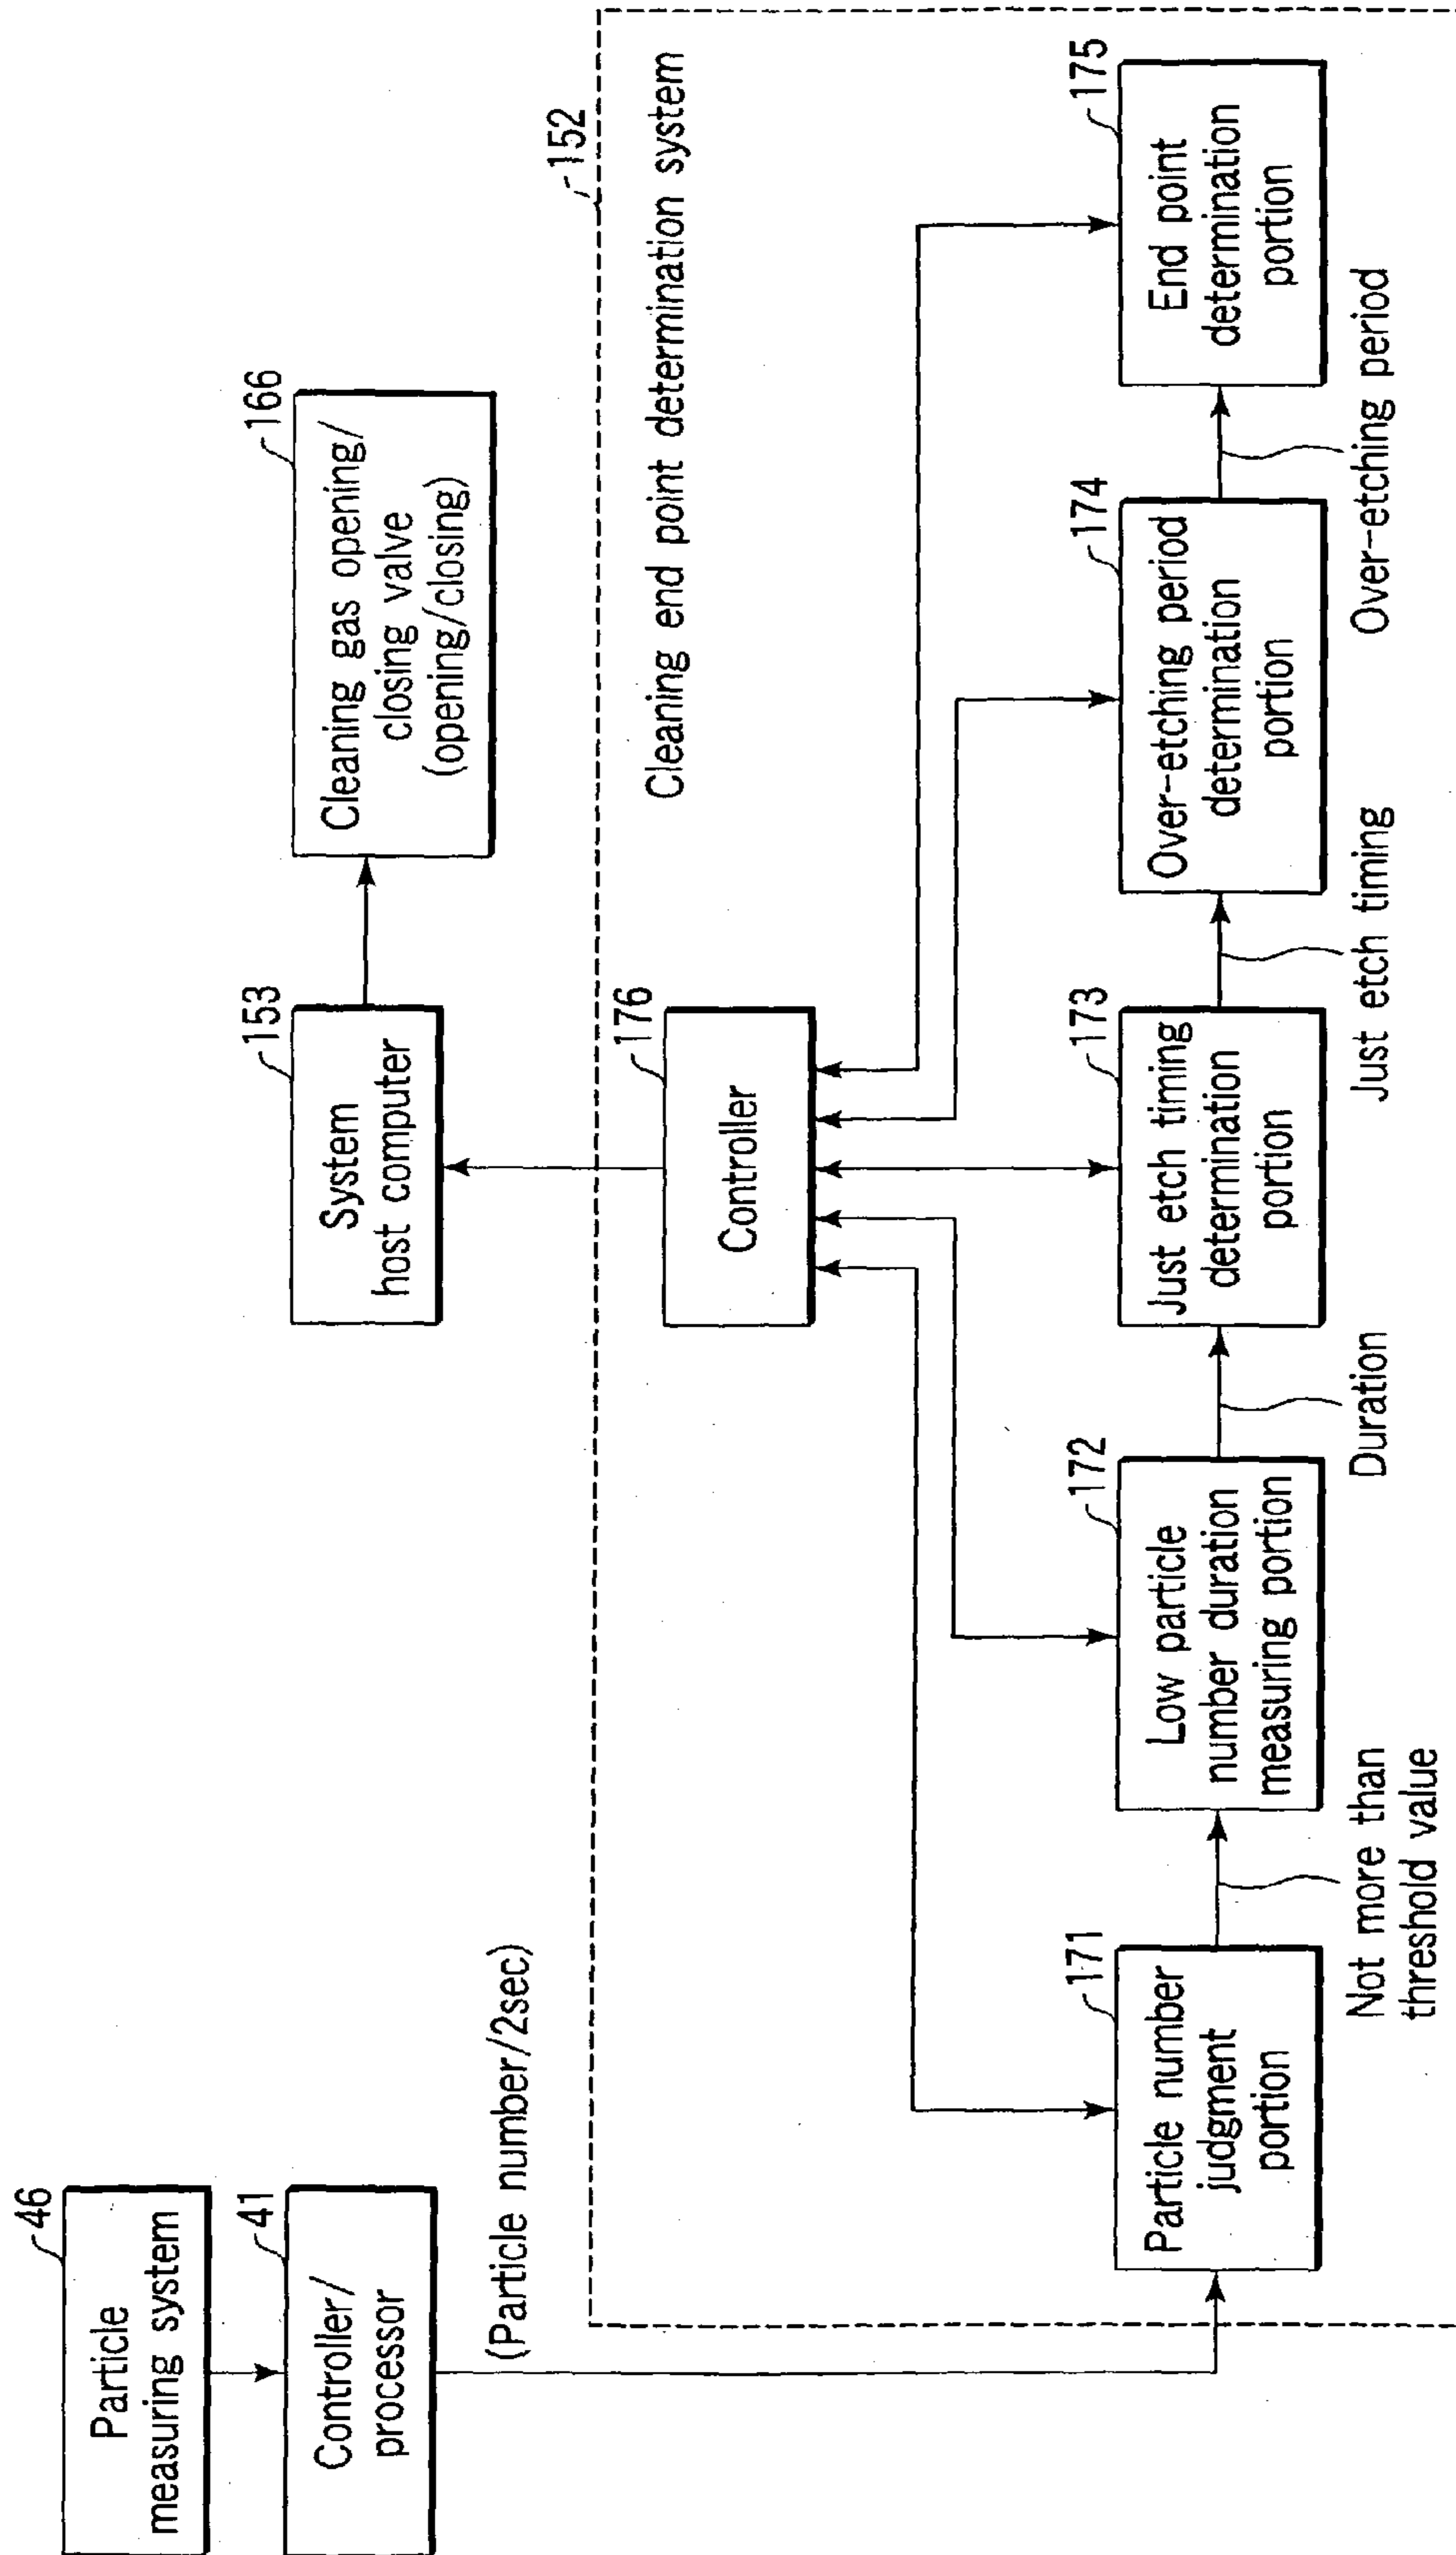 46
Particle
measuring system
41
Controller/
processor
(Particle number/2sec)
153
System
host computer
166
Cleaning gas opening/
closing valve
(opening/closing)
152
Cleaning end point determination system
176
Controller
171
Particle number
judgment
portion
Not more than
threshold value
172
Low particle
number duration
measuring portion
Duration
173
Just etch timing
determination
portion
Just etch timing
174
Over-etching period
determination
portion
Over-etching period
175
End point
determination
portion